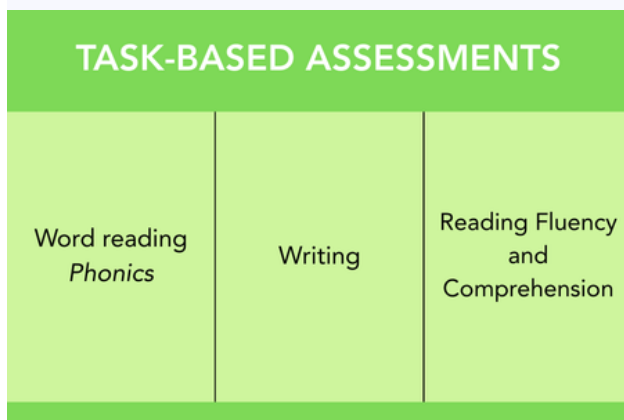 TASK-BASED ASSESSMENTS
Word reading
Phonics
Writing
Reading Fluency
and
Comprehension